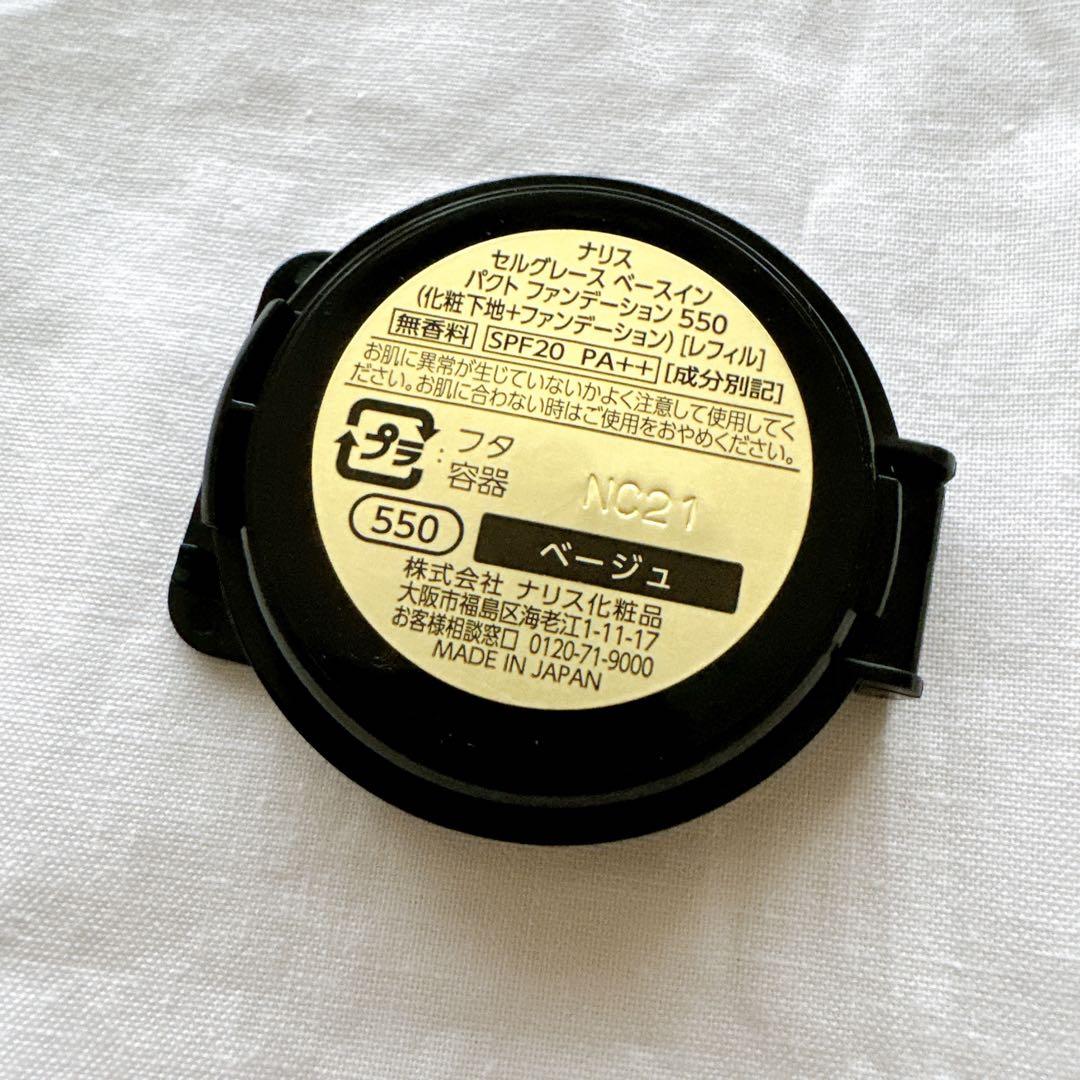 ナリス
セルグレース ベースイン
パクト ファンデーション 550
(化粧下地+ファンデーション) [レフィル]
無香料 SPF20 PA++ [成分別記]
お肌に異常が生じていないかよく注意して使用してく
ださい。お肌に合わない時はご使用をおやめください。
プラ : フタ
容器
NC21
550 ベージュ
株式会社 ナリス化粧品
大阪市福島区海老江1-11-17
お客様相談窓口 0120-71-9000
MADE IN JAPAN